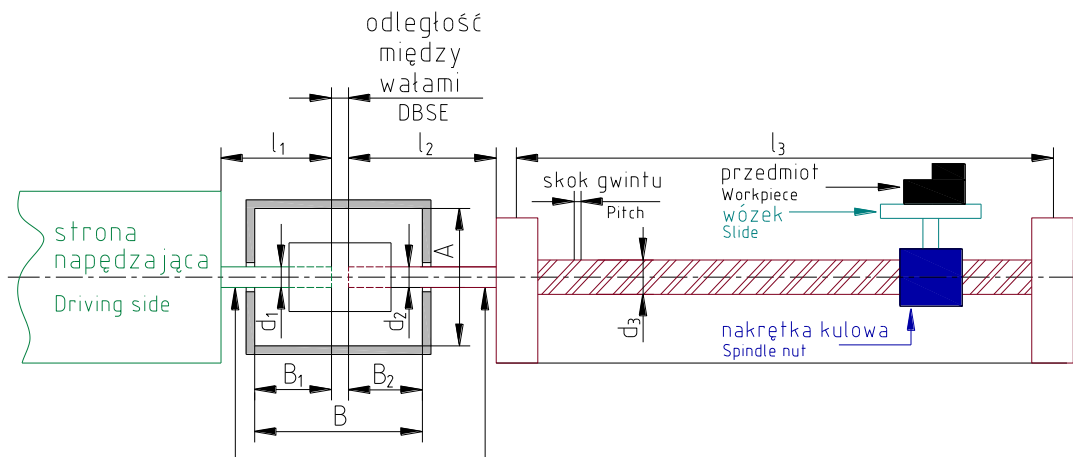 odległość
między
wałami
DBSE
l₁
l₂
l₃
skok gwintu
Pitch
przedmiot
Workpiece
wózek
Slide
strona
napędzająca
Driving side
A
d₁
d₂
d₃
nakrętka kulowa
Spindle nut
B₁
B₂
B